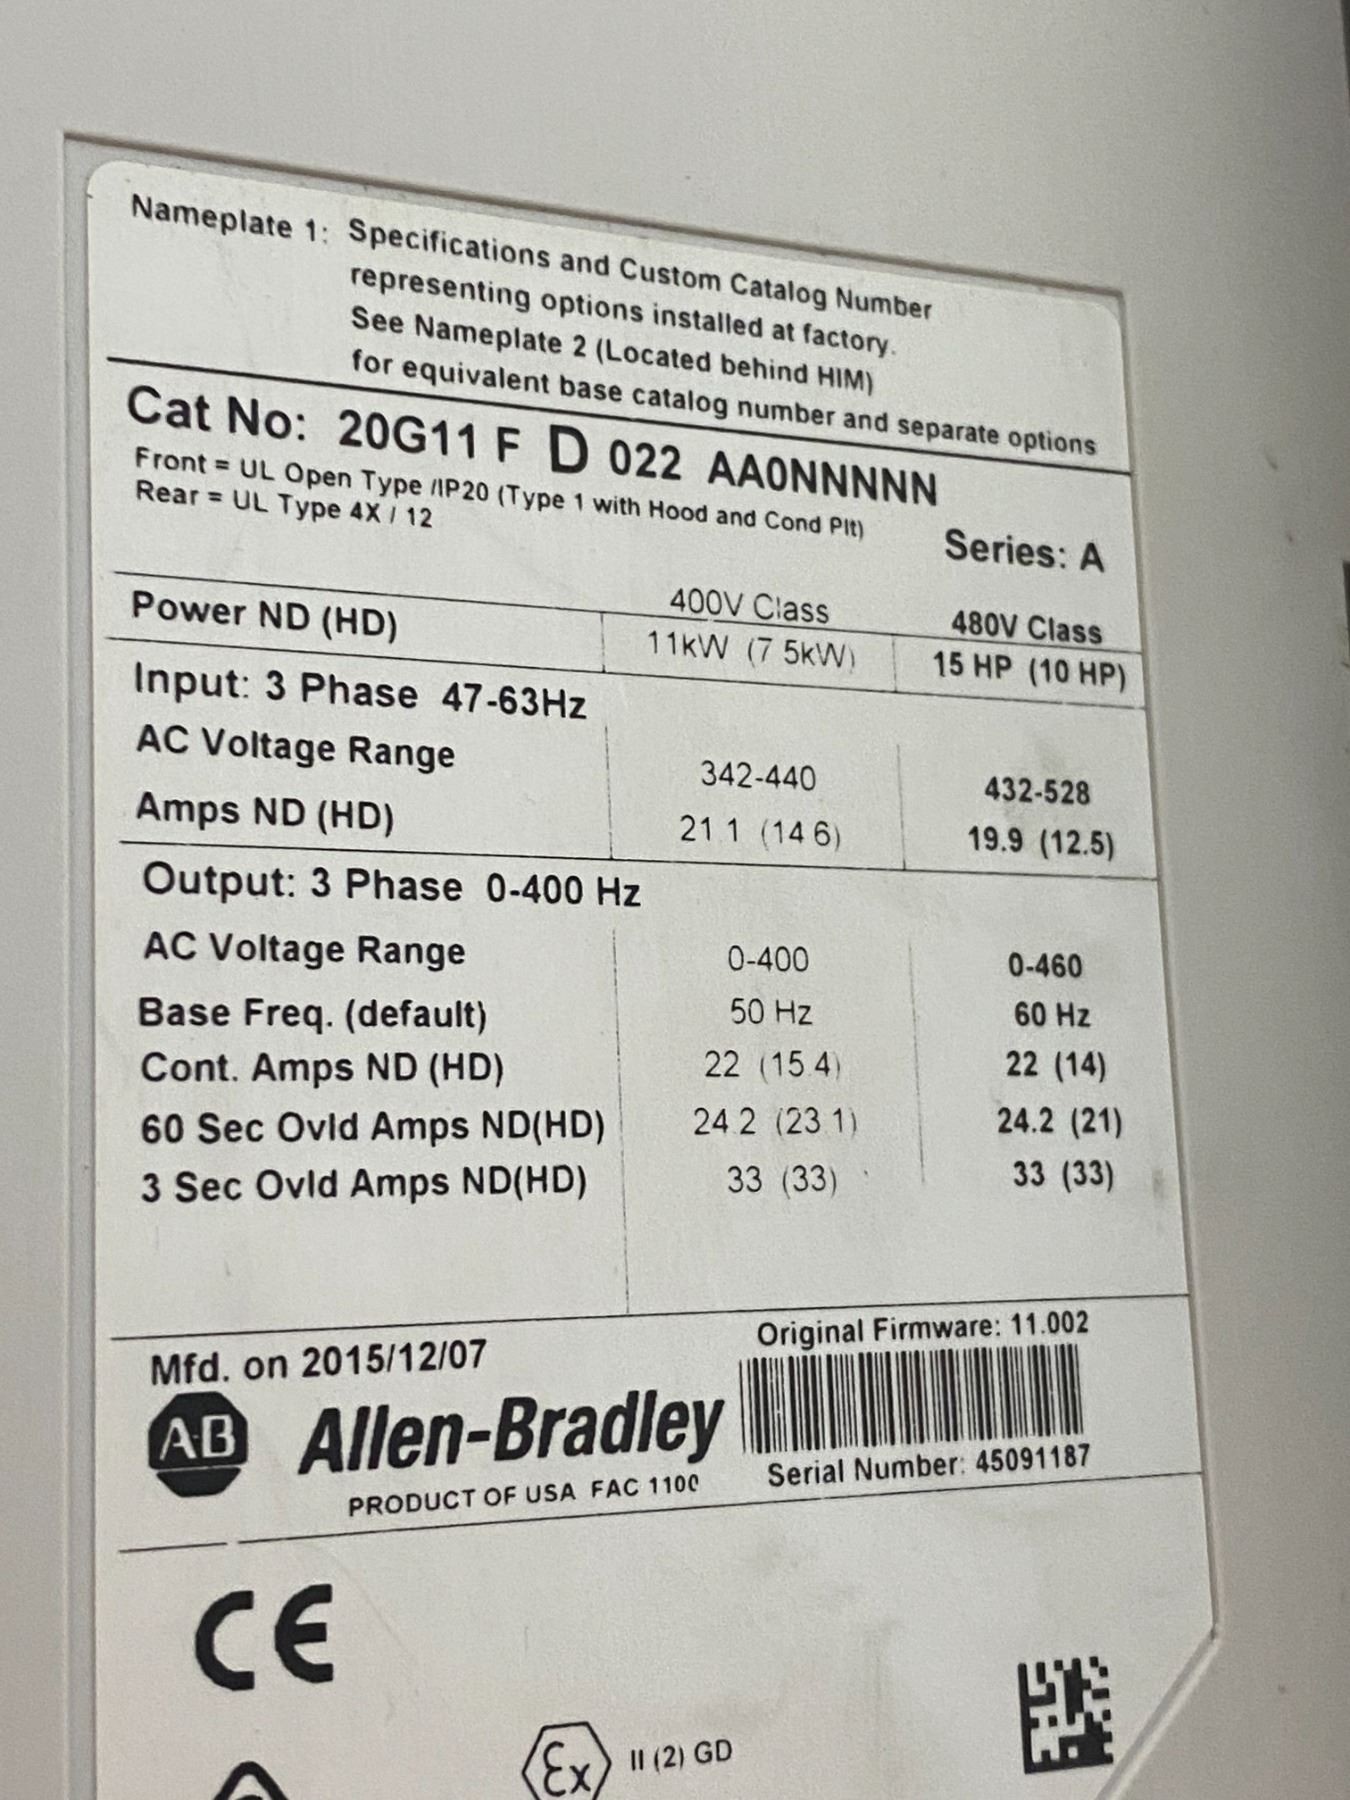 Nameplate 1: Specifications and Custom Catalog Number
representing options installed at factory.
See Nameplate 2 (Located behind HIM)
for equivalent base catalog number and separate options
Cat No: 20G11 F D 022 AA0NNNNN
Front = UL Open Type /IP20 (Type 1 with Hood and Cond Plt)
Rear = UL Type 4X / 12
Series: A
400V Class 480V Class
Power ND (HD) 11kW (7 5kW) 15 HP (10 HP)
Input: 3 Phase 47-63Hz
AC Voltage Range 342-440 432-528
Amps ND (HD) 21 1 (14 6) 19.9 (12.5)
Output: 3 Phase 0-400 Hz
AC Voltage Range 0-400 0-460
Base Freq. (default) 50 Hz 60 Hz
Cont. Amps ND (HD) 22 (15.4) 22 (14)
60 Sec Ovld Amps ND(HD) 24 2 (23 1) 24.2 (21)
3 Sec Ovld Amps ND(HD) 33 (33) 33 (33)
Original Firmware: 11.002
Mfd. on 2015/12/07
A-B Allen-Bradley
Serial Number: 45091187
PRODUCT OF USA FAC 1100
CE
Ex II (2) GD